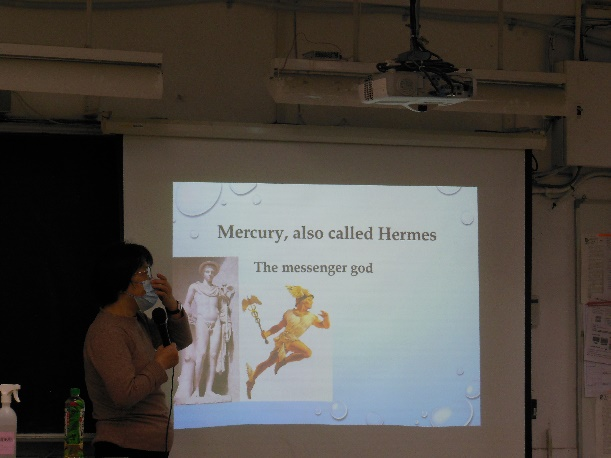 Mercury, also called Hermes
The messenger god